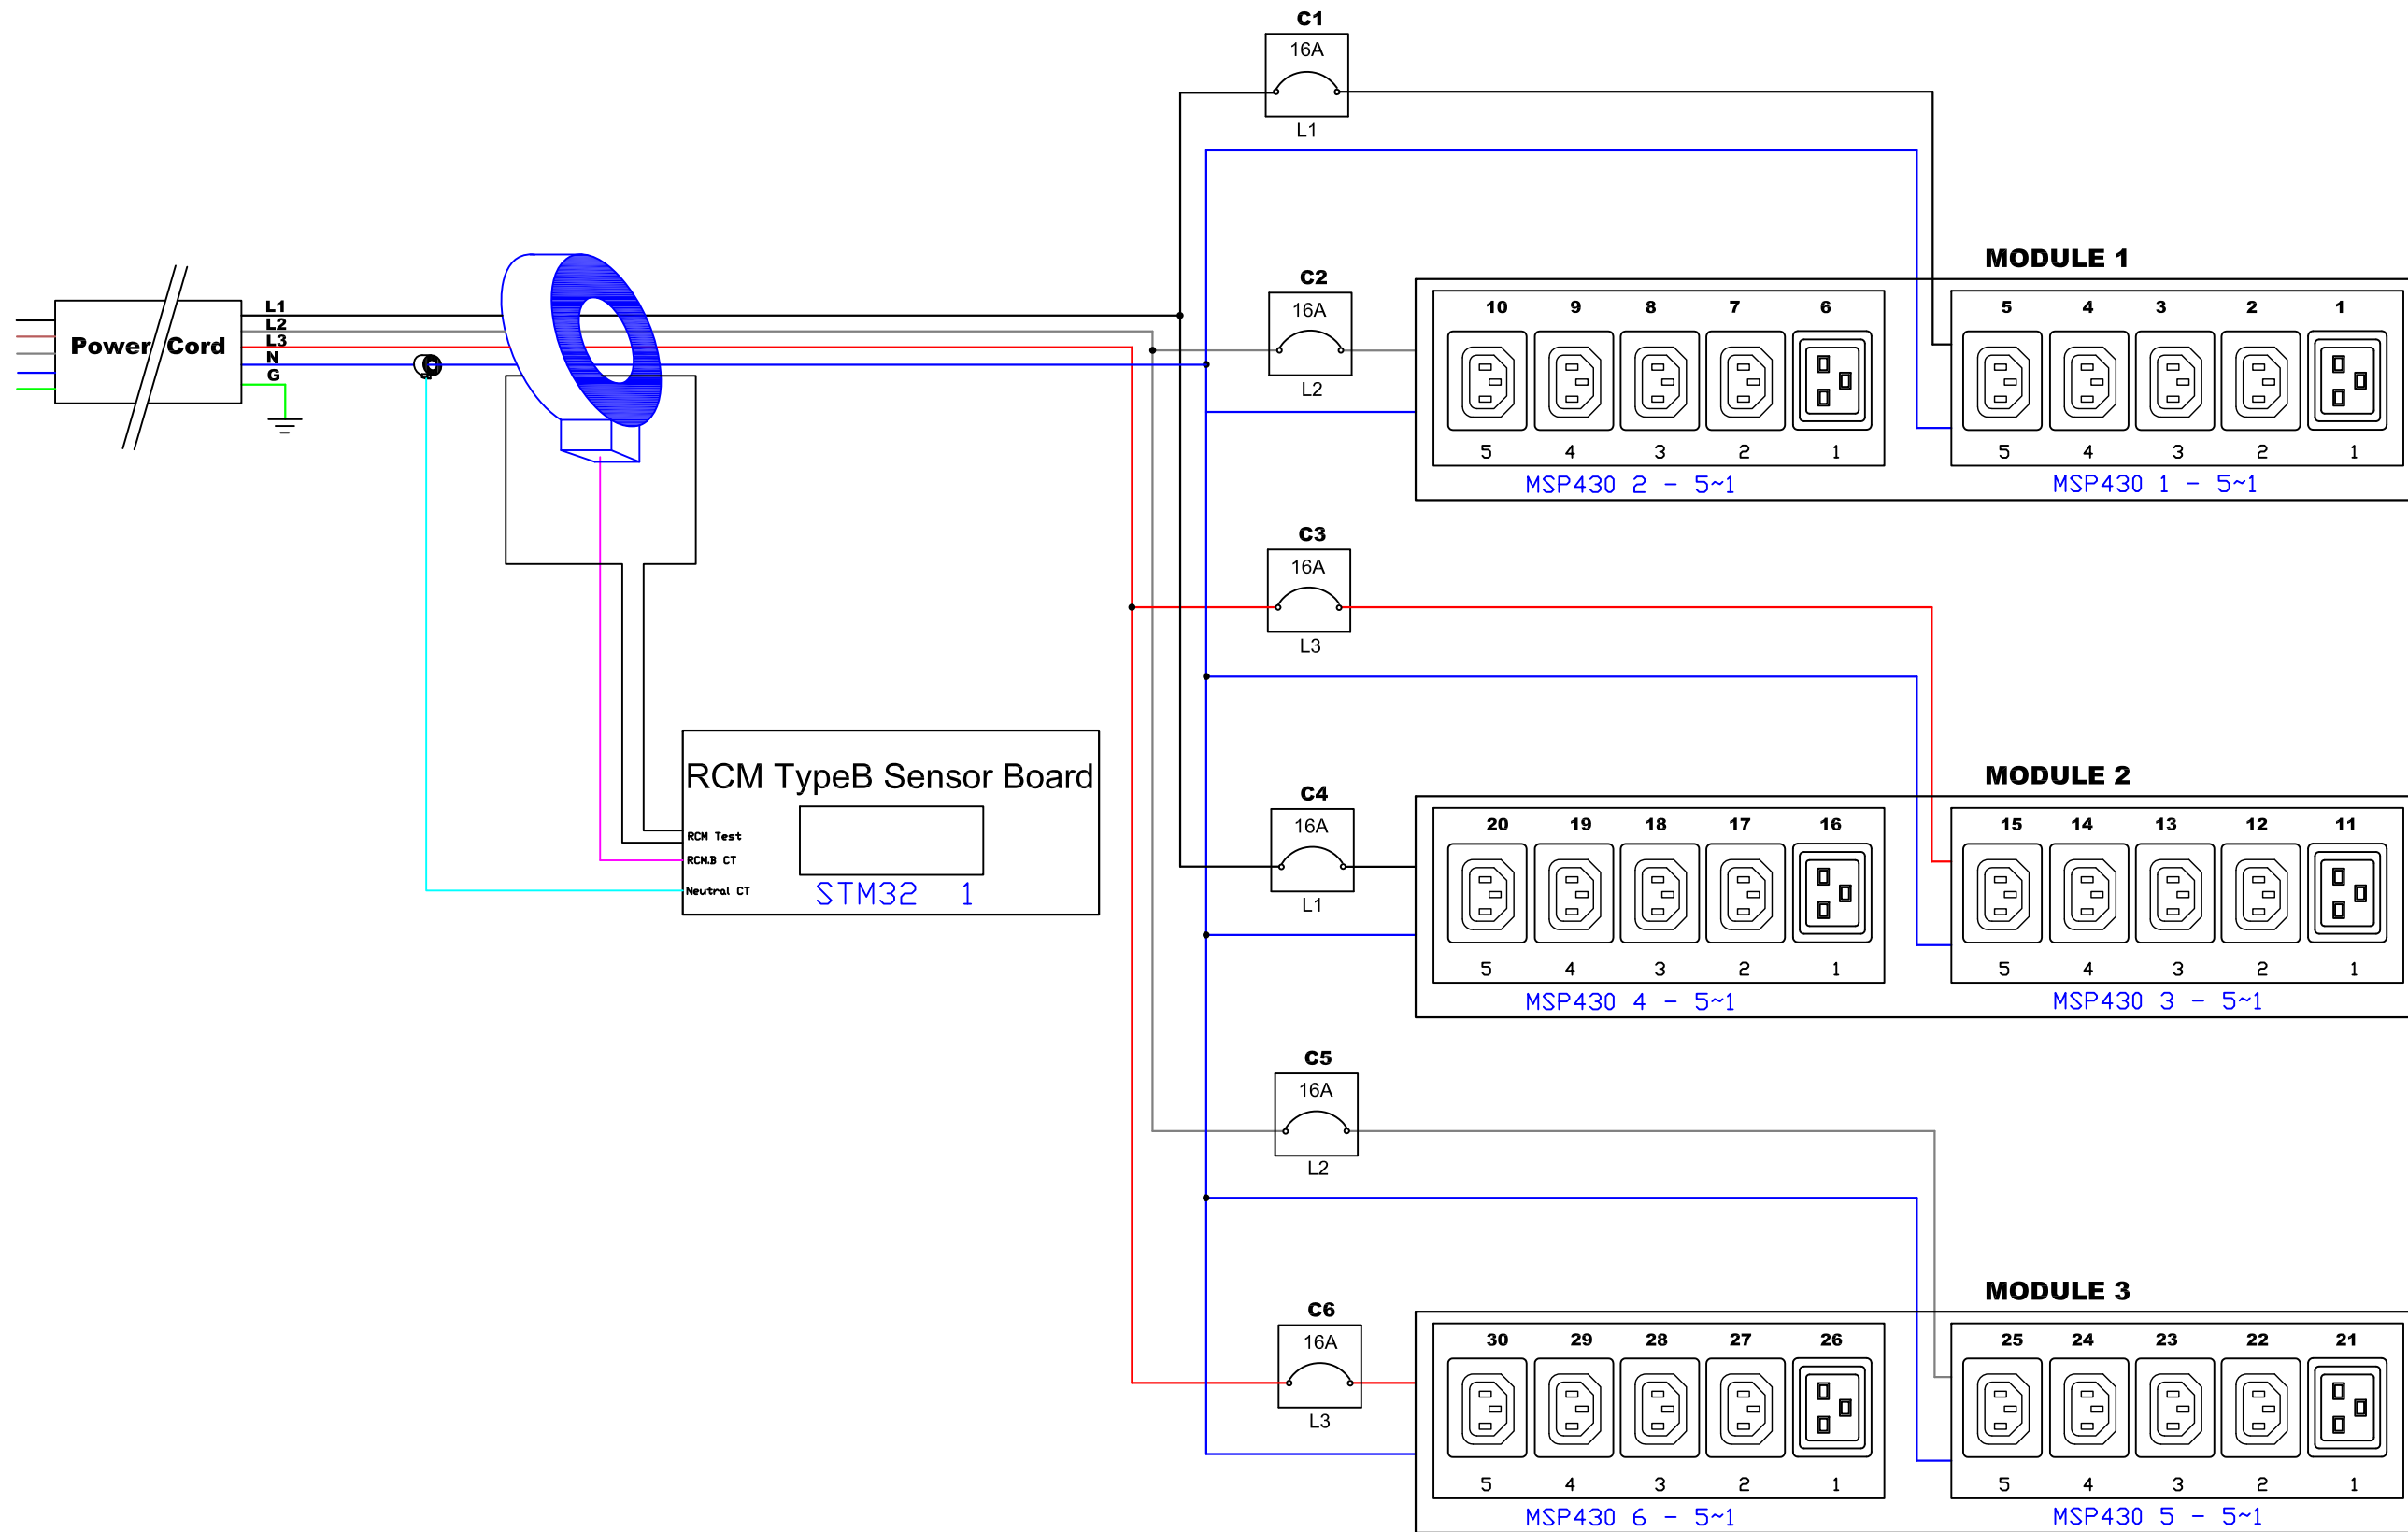 C1
16A
L1
MODULE 1
C2
16A
L2
10 9 8 7 6
5 4 3 2 1
5 4 3 2 1
5 4 3 2 1
MSP430 2 - 5~1
MSP430 1 - 5~1
L1
L2
L3
N
G
Power Cord
C3
16A
L3
RCM TypeB Sensor Board
RCM Test
RCM.B CT
Neutral CT
STM32 1
MODULE 2
C4
16A
L1
20 19 18 17 16
15 14 13 12 11
5 4 3 2 1
5 4 3 2 1
MSP430 4 - 5~1
MSP430 3 - 5~1
C5
16A
L2
MODULE 3
C6
16A
L3
30 29 28 27 26
25 24 23 22 21
5 4 3 2 1
5 4 3 2 1
MSP430 6 - 5~1
MSP430 5 - 5~1